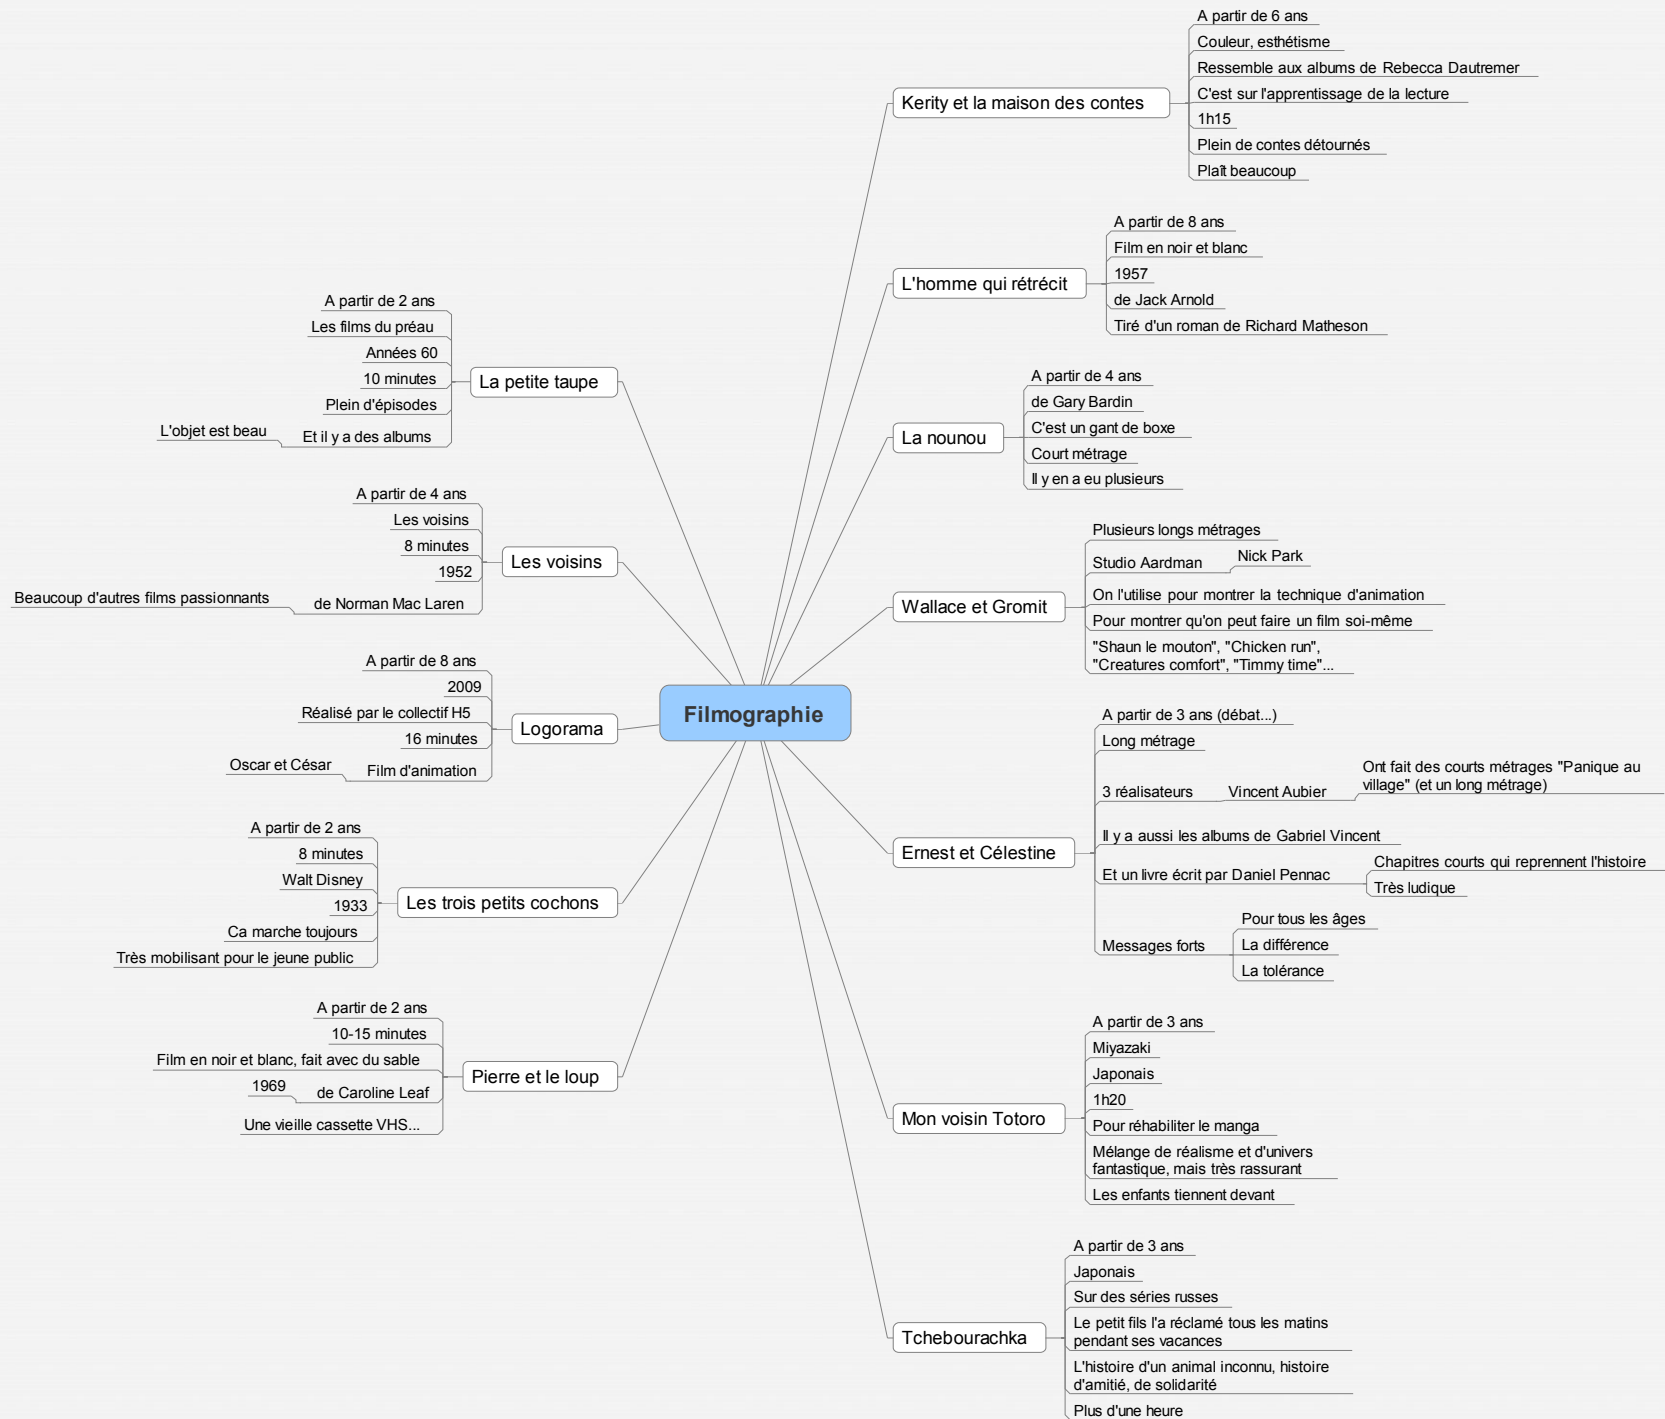 Filmographie
Kerity et la maison des contes
A partir de 6 ans
Couleur, esthétisme
Ressemble aux albums de Rebecca Dautremer
C'est sur l'apprentissage de la lecture
1h15
Plein de contes détournés
Plaît beaucoup
L'homme qui rétrécit
A partir de 8 ans
Film en noir et blanc
1957
de Jack Arnold
Tiré d'un roman de Richard Matheson
La nounou
A partir de 4 ans
de Gary Bardin
C'est un gant de boxe
Court métrage
Il y en a eu plusieurs
Wallace et Gromit
Plusieurs longs métrages
Studio Aardman
Nick Park
On l'utilise pour montrer la technique d'animation
Pour montrer qu'on peut faire un film soi-même
"Shaun le mouton", "Chicken run",
"Creatures comfort", "Timmy time"...
Ernest et Célestine
A partir de 3 ans (débat...)
Long métrage
3 réalisateurs
Vincent Aubier
Ont fait des courts métrages "Panique au
village" (et un long métrage)
Il y a aussi les albums de Gabriel Vincent
Et un livre écrit par Daniel Pennac
Chapitres courts qui reprennent l'histoire
Très ludique
Messages forts
Pour tous les âges
La différence
La tolérance
Mon voisin Totoro
A partir de 3 ans
Miyazaki
Japonais
1h20
Pour réhabiliter le manga
Mélange de réalisme et d'univers
fantastique, mais très rassurant
Les enfants tiennent devant
Tchebourachka
A partir de 3 ans
Japonais
Sur des séries russes
Le petit fils l'a réclamé tous les matins
pendant ses vacances
L'histoire d'un animal inconnu, histoire
d'amitié, de solidarité
Plus d'une heure
La petite taupe
A partir de 2 ans
Les films du préau
Années 60
10 minutes
Plein d'épisodes
Et il y a des albums
L'objet est beau
Les voisins
A partir de 4 ans
Les voisins
8 minutes
1952
de Norman Mac Laren
Beaucoup d'autres films passionnants
Logorama
A partir de 8 ans
2009
Réalisé par le collectif H5
16 minutes
Film d'animation
Oscar et César
Les trois petits cochons
A partir de 2 ans
8 minutes
Walt Disney
1933
Ca marche toujours
Très mobilisant pour le jeune public
Pierre et le loup
A partir de 2 ans
10-15 minutes
Film en noir et blanc, fait avec du sable
de Caroline Leaf
1969
Une vieille cassette VHS...